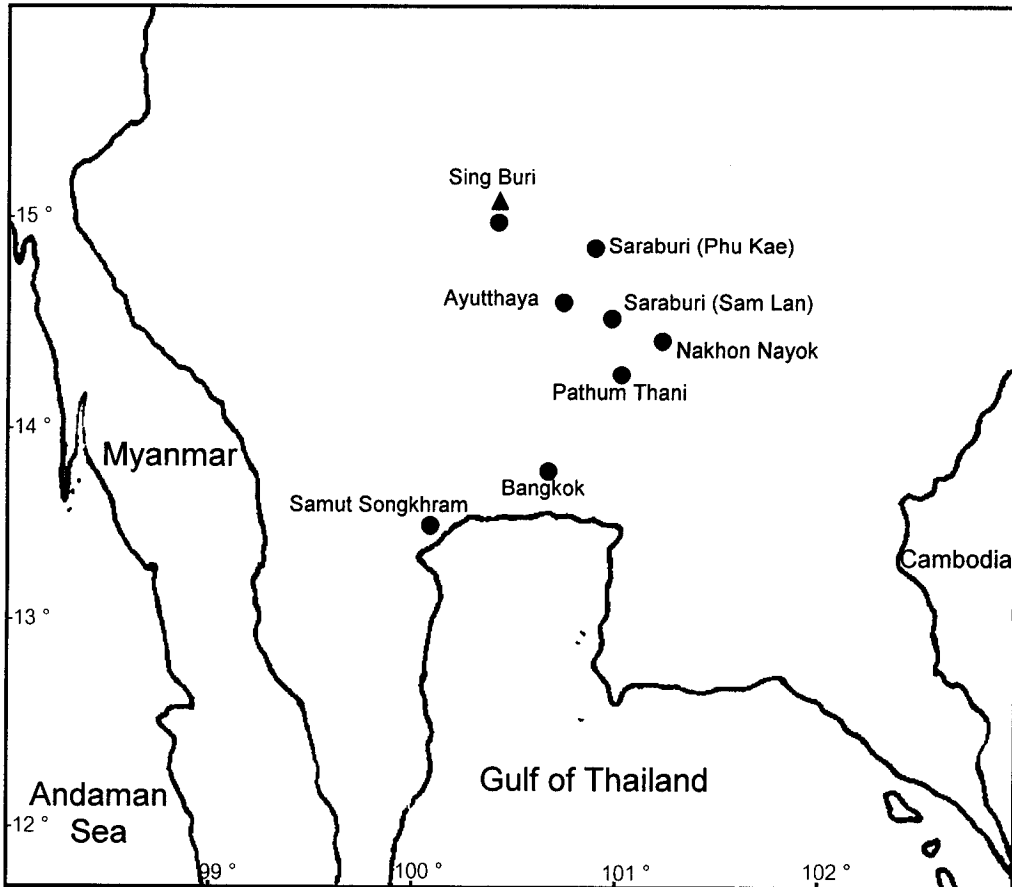 Sing Buri
15 °
Saraburi (Phu Kae)
Ayutthaya
Saraburi (Sam Lan)
Nakhon Nayok
Pathum Thani
14 °
Myanmar
Bangkok
Samut Songkhram
Cambodia
13 °
Gulf of Thailand
Andaman
Sea
12 °
99 °
100 °
101 °
102 °